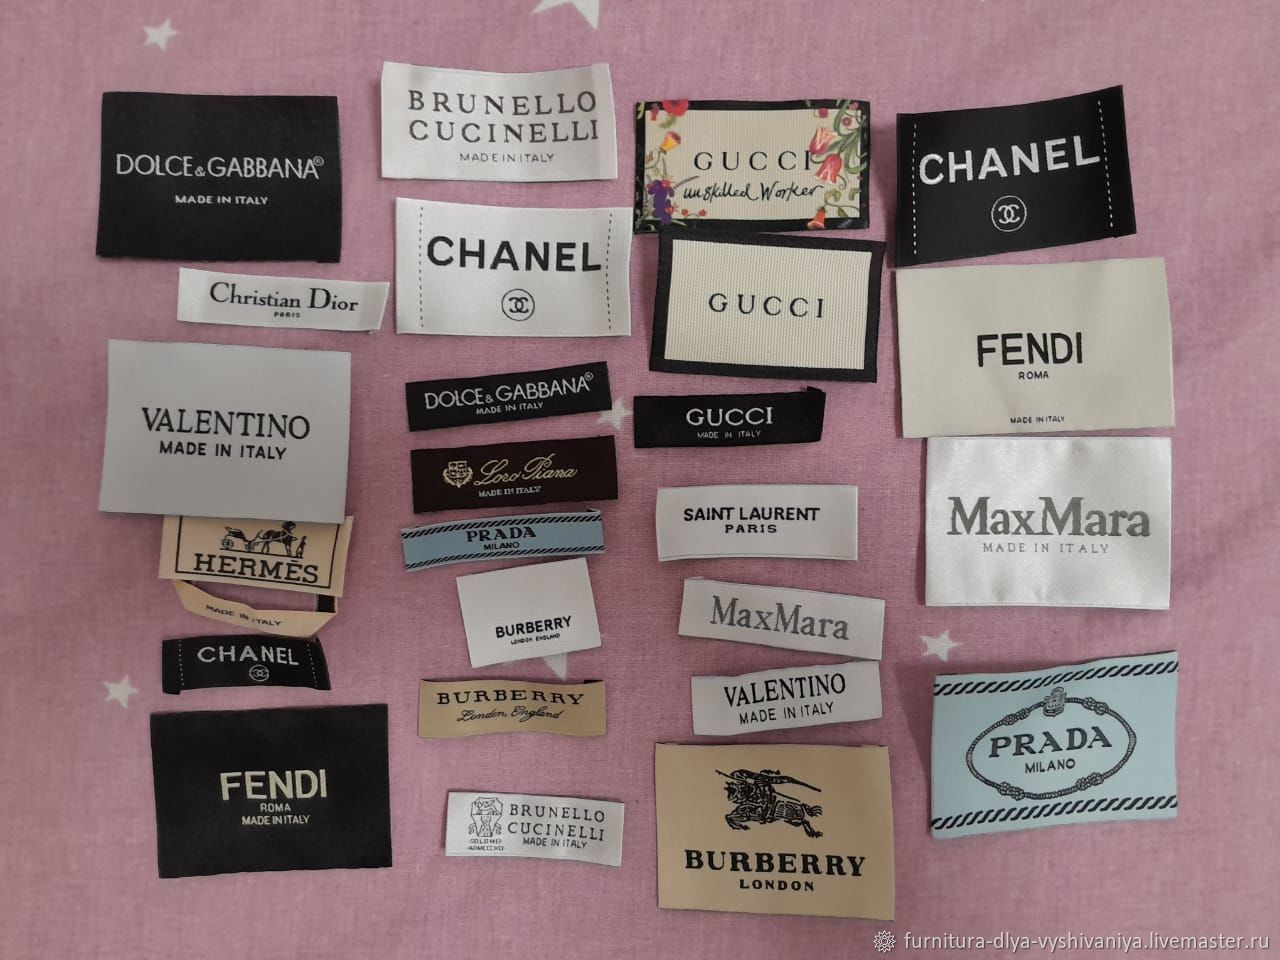 DOLCE&GABBANA®
MADE IN ITALY
BRUNELLO
CUCINELLI
MADE IN ITALY
GUCCI
unskilled Worker
CHANEL
Christian Dior
PARIS
CHANEL
GUCCI
FENDI
ROMA
MADE IN ITALY
VALENTINO
MADE IN ITALY
DOLCE&GABBANA®
MADE IN ITALY
GUCCI
MADE IN ITALY
Loro Piana
MADE IN ITALY
SAINT LAURENT
PARIS
MaxMara
MADE IN ITALY
HERMÈS
MADE IN ITALY
PRADA
MILANO
BURBERRY
LONDON ENGLAND
MaxMara
CHANEL
BURBERRY
London, England
VALENTINO
MADE IN ITALY
PRADA
MILANO
FENDI
ROMA
MADE IN ITALY
BRUNELLO
CUCINELLI
MADE IN ITALY
BURBERRY
LONDON
furnitura-dlya-vyshivaniya.livemaster.ru